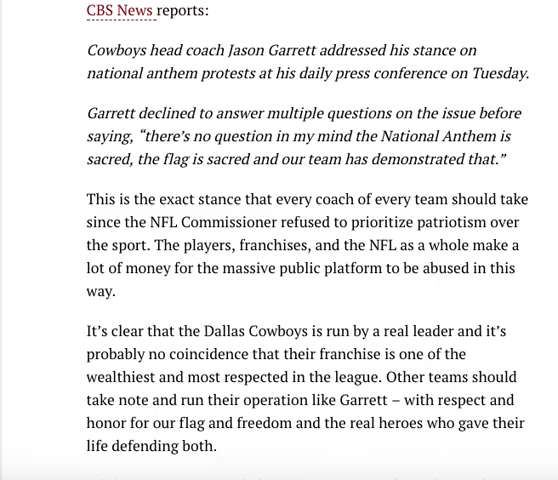 CBS News reports:
Cowboys head coach Jason Garrett addressed his stance on
national anthem protests at his daily press conference on Tuesday.
Garrett declined to answer multiple questions on the issue before
saying, “there’s no question in my mind the National Anthem is
sacred, the flag is sacred and our team has demonstrated that.”
This is the exact stance that every coach of every team should take
since the NFL Commissioner refused to prioritize patriotism over
the sport. The players, franchises, and the NFL as a whole make a
lot of money for the massive public platform to be abused in this
way.
It’s clear that the Dallas Cowboys is run by a real leader and it’s
probably no coincidence that their franchise is one of the
wealthiest and most respected in the league. Other teams should
take note and run their operation like Garrett – with respect and
honor for our flag and freedom and the real heroes who gave their
life defending both.